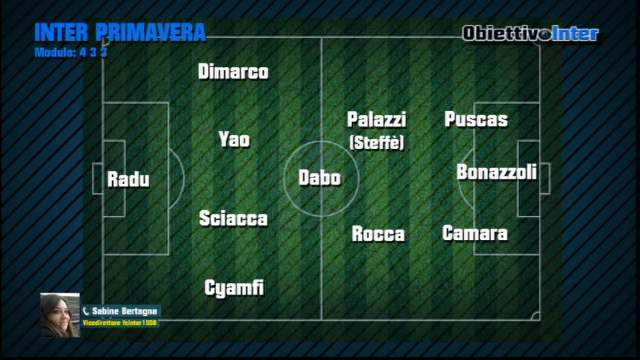 INTER PRIMAVERA
Modulo: 4 3 3
ObiettivoInter
Dimarco
Yao
Sciacca
Cyamfi
Radu
Dabo
Palazzi
(Steffè)
Rocca
Puscas
Bonazzoli
Camara
Sabine Bertagna
Vicedirettore fcinter1908